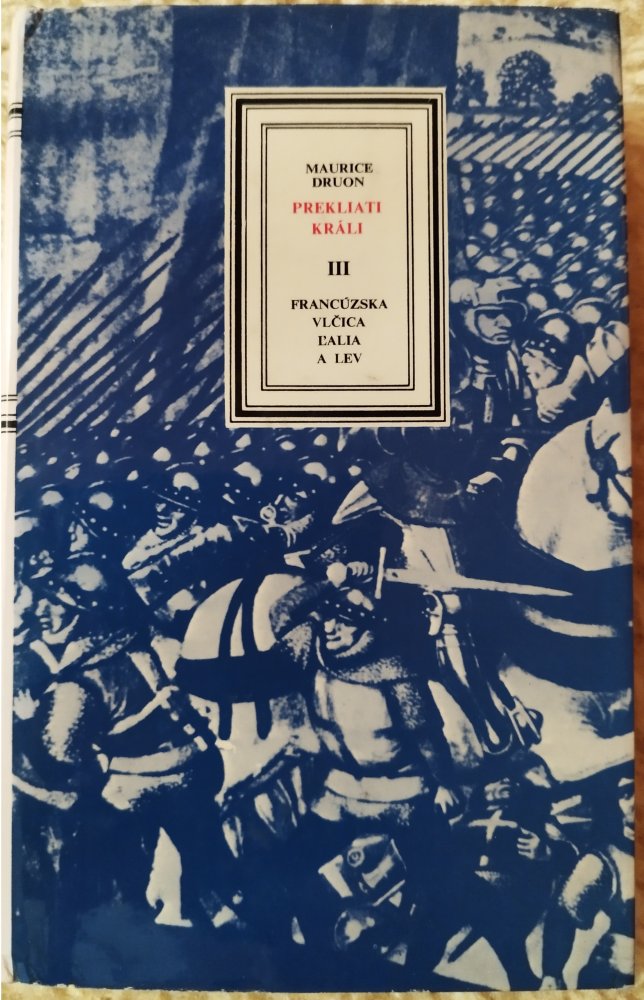 MAURICE
DRUON
PREKLIATI
KRÁLI
III
FRANCÚZSKA
VLČICA
ĽALIA
A LEV